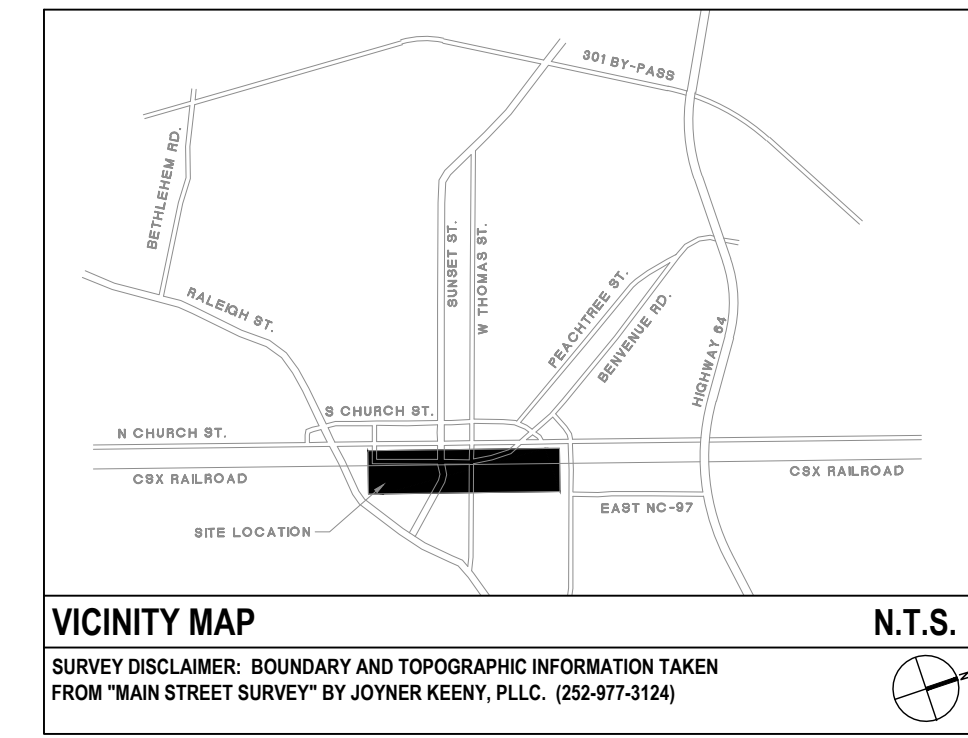 301 BY-PASS
BETHLEHEM RD.
SUNSET ST.
W THOMAS ST.
RALEIGH ST.
PEACHTREE ST.
BENVENUE RD.
HIGHWAY 64
S CHURCH ST.
N CHURCH ST.
CSX RAILROAD
CSX RAILROAD
EAST NC-97
SITE LOCATION
VICINITY MAP
N.T.S.
SURVEY DISCLAIMER: BOUNDARY AND TOPOGRAPHIC INFORMATION TAKEN
FROM "MAIN STREET SURVEY" BY JOYNER KEENY, PLLC. (252-977-3124)
N